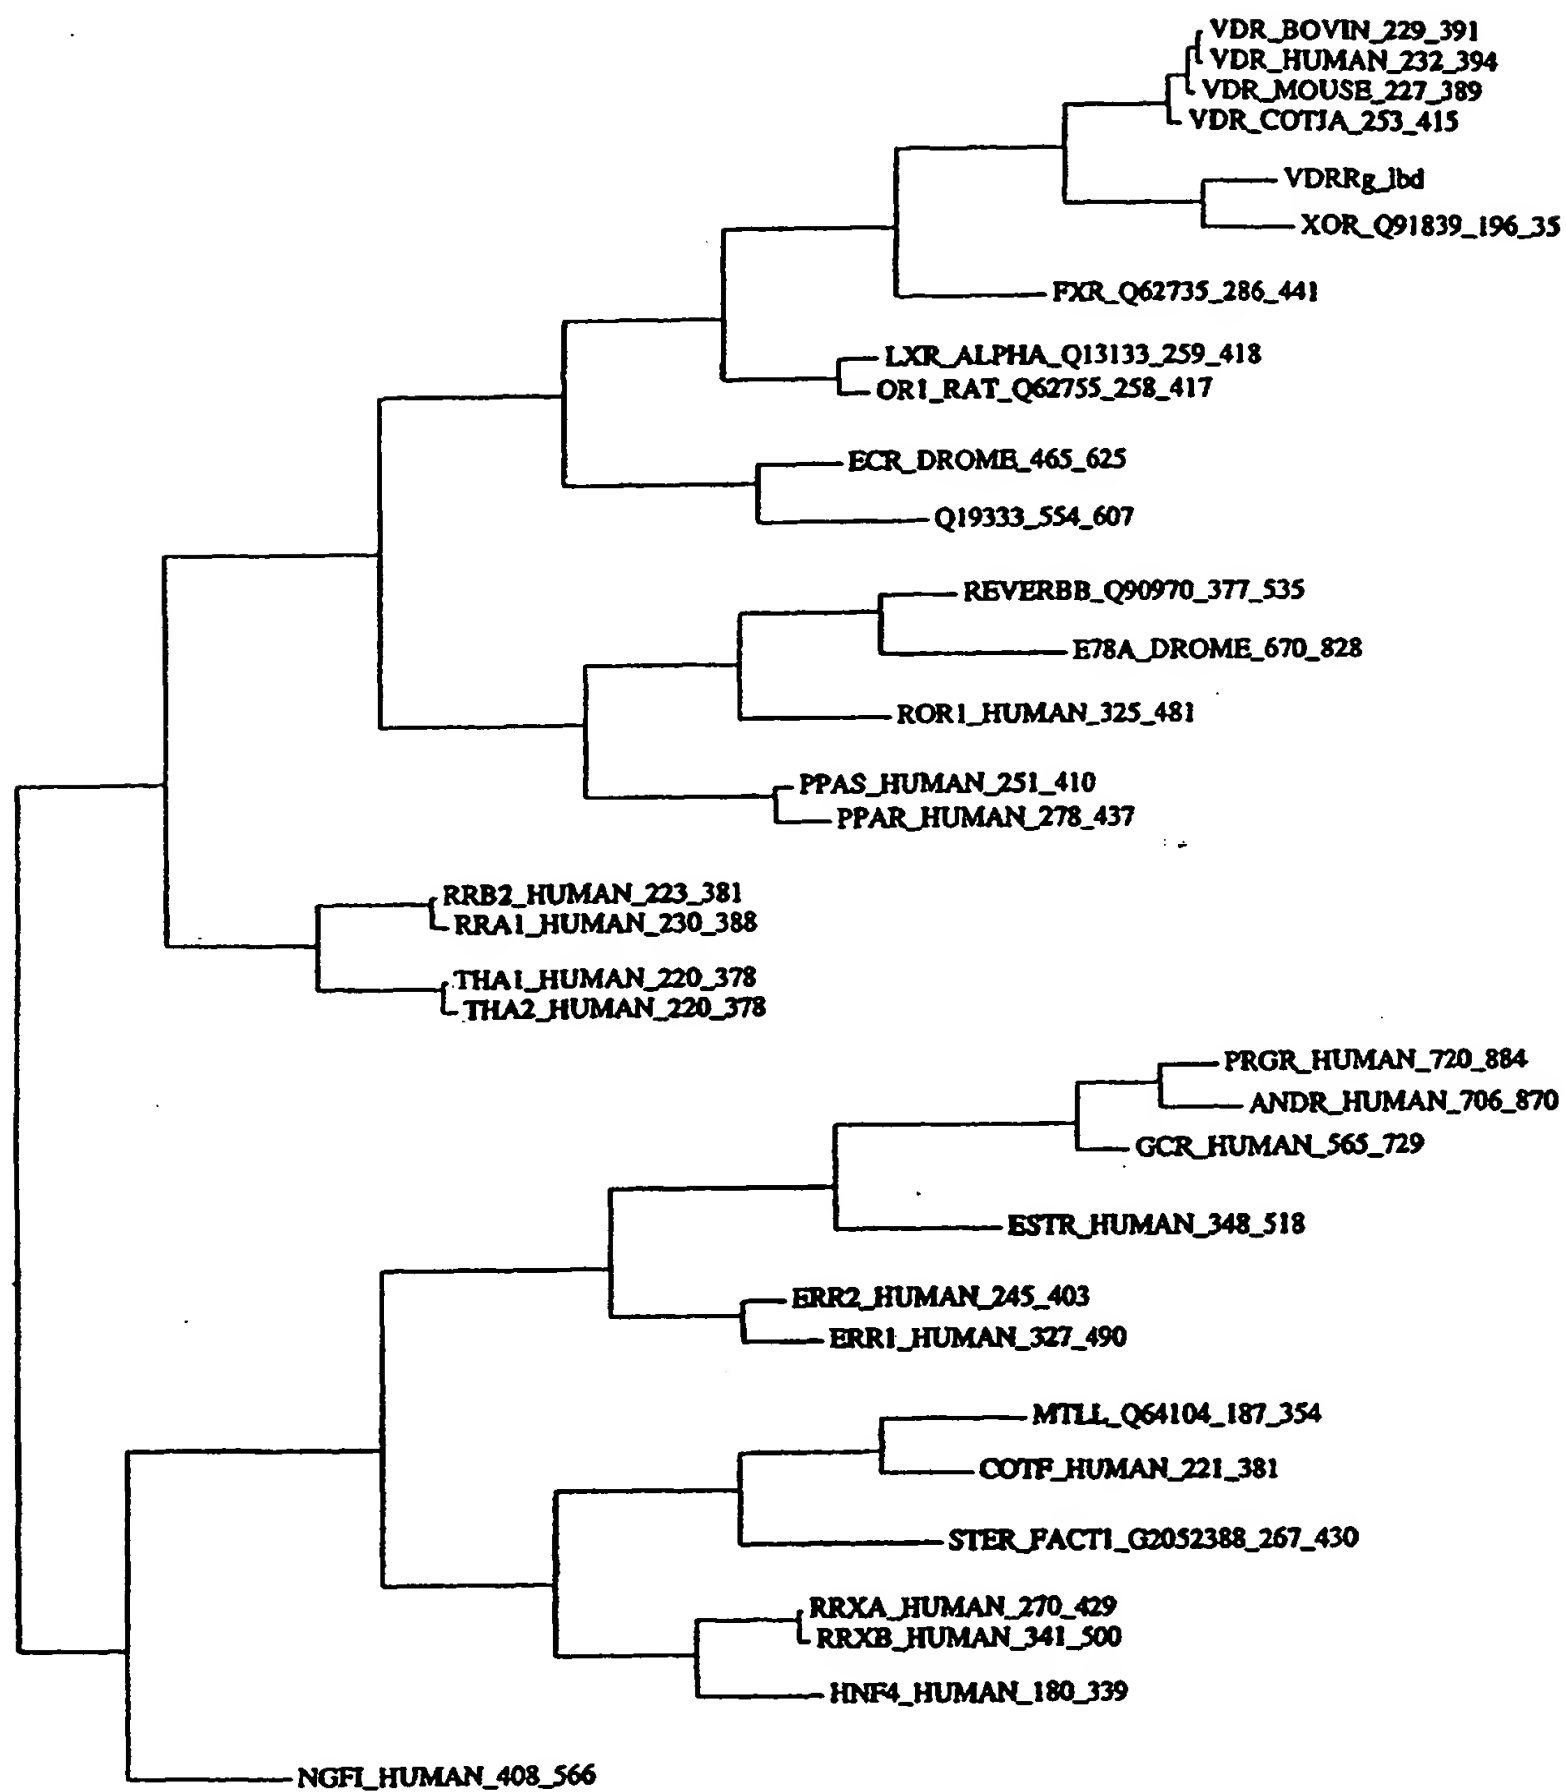 VDR_BOVIN_229_391
VDR_HUMAN_232_394
VDR_MOUSE_227_389
VDR_COTJA_253_415
VDRRg_lbd
XOR_Q91839_196_35
FXR_Q62735_286_441
LXR_ALPHA_Q13133_259_418
OR1_RAT_Q62755_258_417
ECR_DROME_465_625
Q19333_554_607
REVERBB_Q90970_377_535
E78A_DROME_670_828
ROR1_HUMAN_325_481
PPAS_HUMAN_251_410
PPAR_HUMAN_278_437
RRB2_HUMAN_223_381
RRA1_HUMAN_230_388
THA1_HUMAN_220_378
THA2_HUMAN_220_378
PRGR_HUMAN_720_884
ANDR_HUMAN_706_870
GCR_HUMAN_565_729
ESTR_HUMAN_348_518
ERR2_HUMAN_245_403
ERR1_HUMAN_327_490
MTLL_Q64104_187_354
COTF_HUMAN_221_381
STER_FACT1_G2052388_267_430
RRXA_HUMAN_270_429
RRXB_HUMAN_341_500
HNF4_HUMAN_180_339
NGFI_HUMAN_408_566